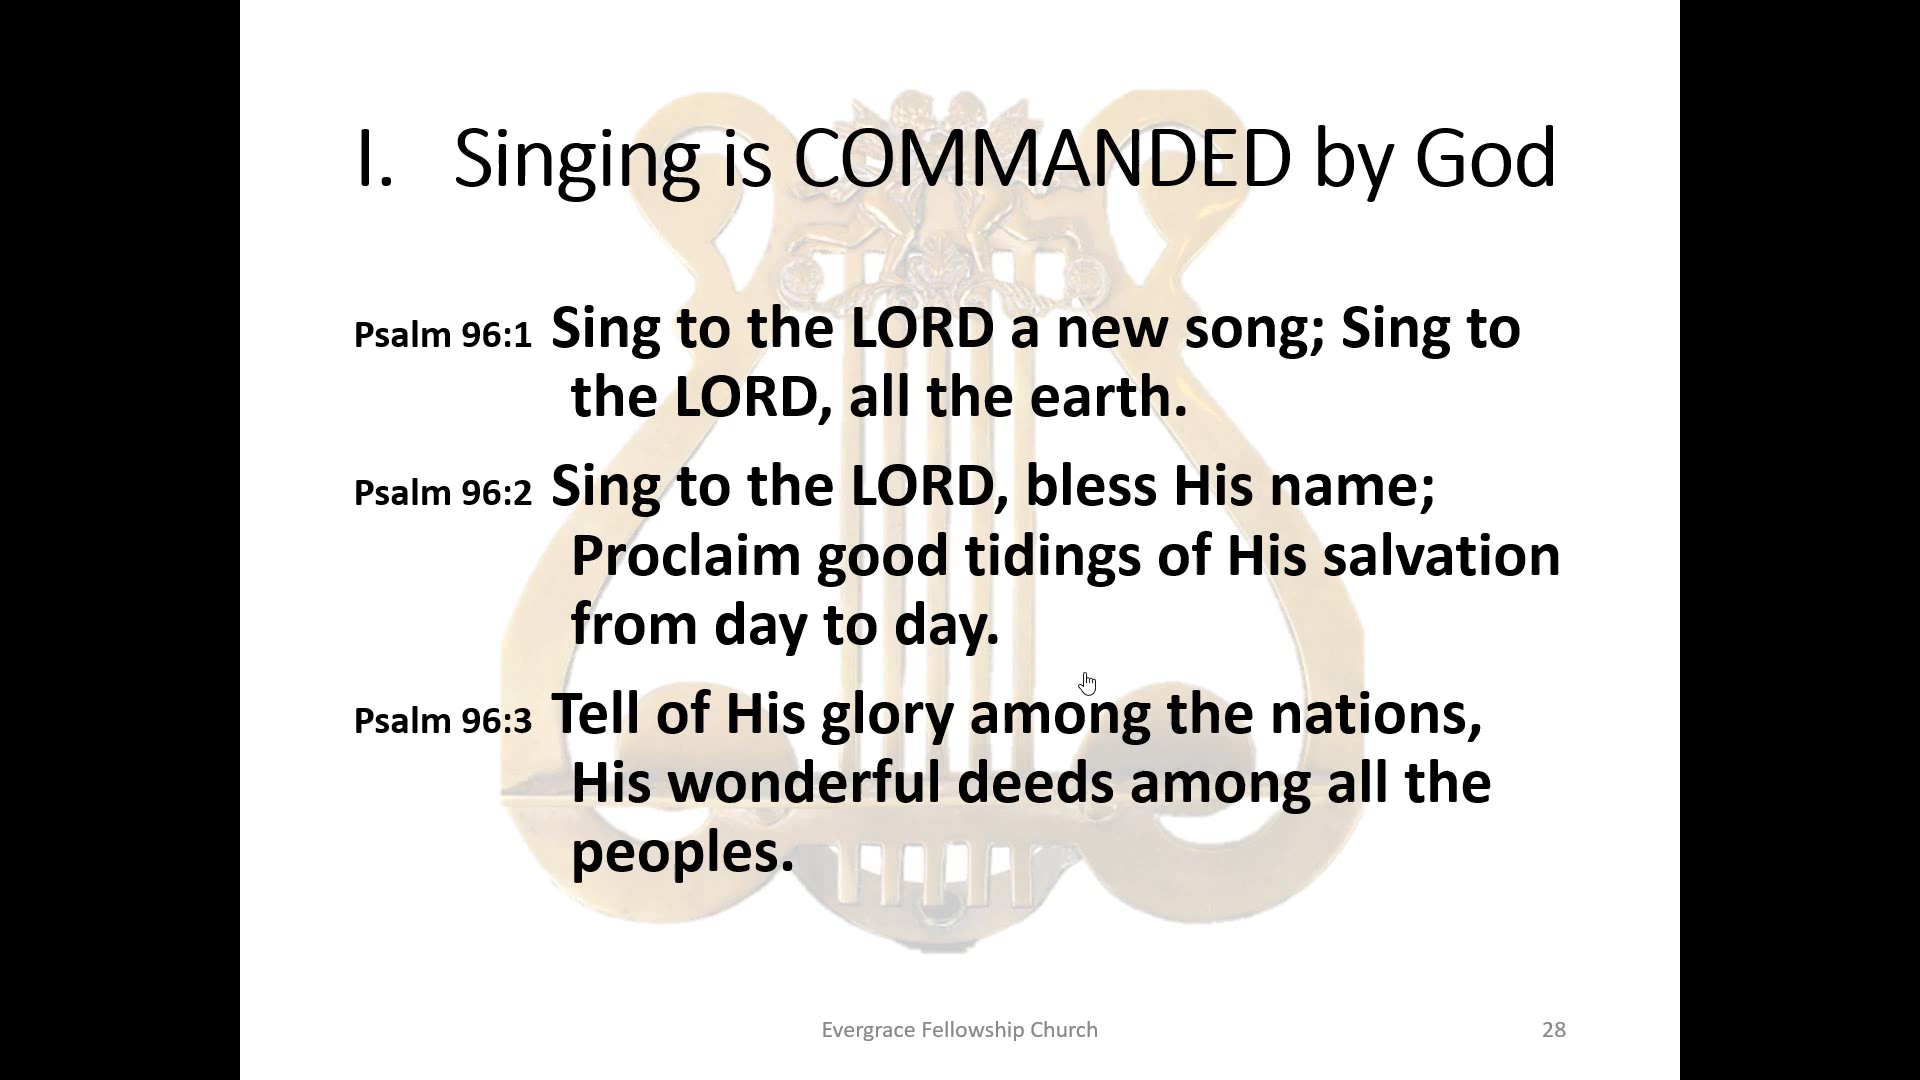 I. Singing is COMMANDED by God
Psalm 96:1 Sing to the LORD a new song; Sing to
the LORD, all the earth.
Psalm 96:2 Sing to the LORD, bless His name;
Proclaim good tidings of His salvation
from day to day.
Psalm 96:3 Tell of His glory among the nations,
His wonderful deeds among all the
peoples.
Evergrace Fellowship Church
28